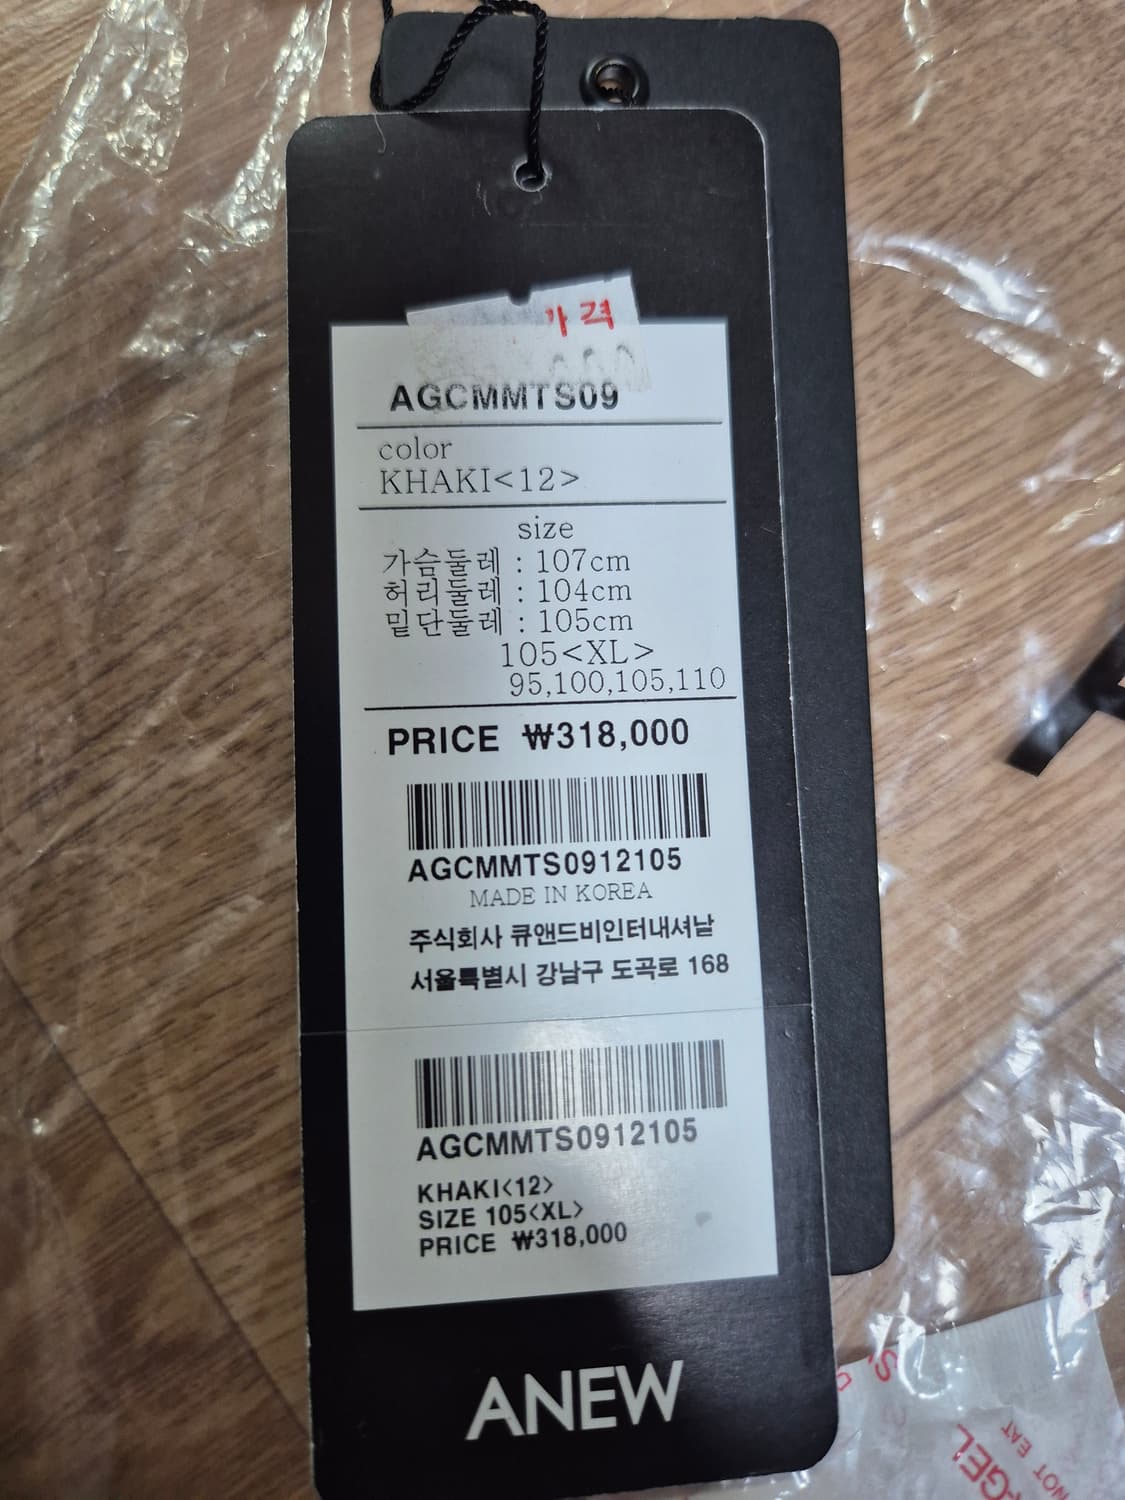 가격
AGCMMTS09
color
KHAKI<12>
size
가슴둘레 : 107cm
허리둘레 : 104cm
밑단둘레 : 105cm
105<XL>
95,100,105,110
PRICE ₩318,000
AGCMMTS0912105
MADE IN KOREA
주식회사 큐앤드비인터내셔날
서울특별시 강남구 도곡로 168
AGCMMTS0912105
KHAKI<12>
SIZE 105<XL>
PRICE ₩318,000
ANEW
NOT EAT